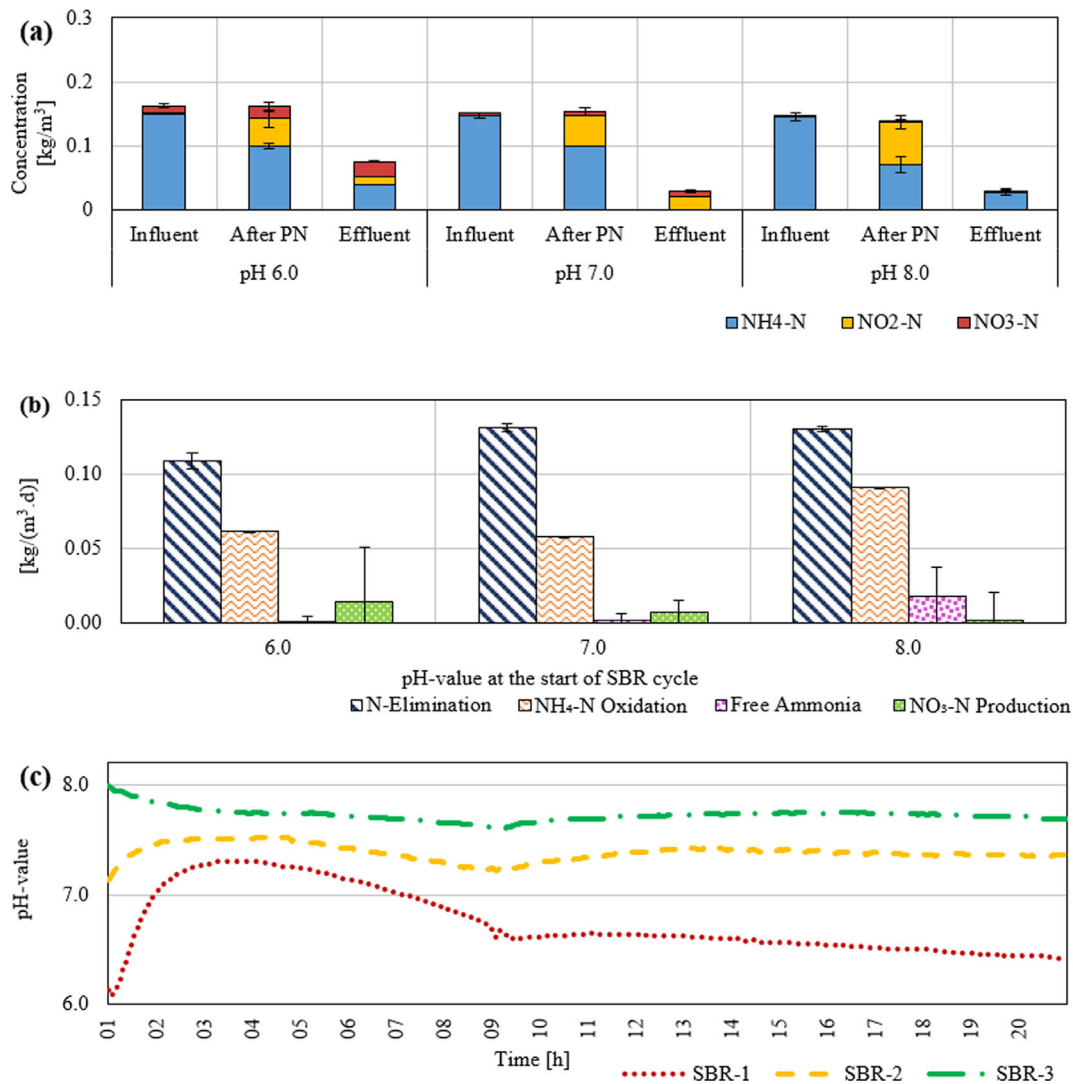 (a)
0.3
0.2
0.1
0
Concentration
[kg/m³]
Influent After PN Effluent Influent After PN Effluent Influent After PN Effluent
pH 6.0 pH 7.0 pH 8.0
NH4-N NO2-N NO3-N
(b)
0.15
0.10
0.05
0.00
[kg/(m³.d)]
6.0 7.0 8.0
pH-value at the start of SBR cycle
N-Elimination NH₄-N Oxidation Free Ammonia NO₃-N Production
(c)
8.0
7.0
6.0
pH-value
01 02 03 04 05 06 07 08 09 10 11 12 13 14 15 16 17 18 19 20
Time [h]
SBR-1 SBR-2 SBR-3